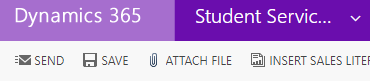 Dynamics 365 Student Servic...
SEND SAVE ATTACH FILE INSERT SALES LITER